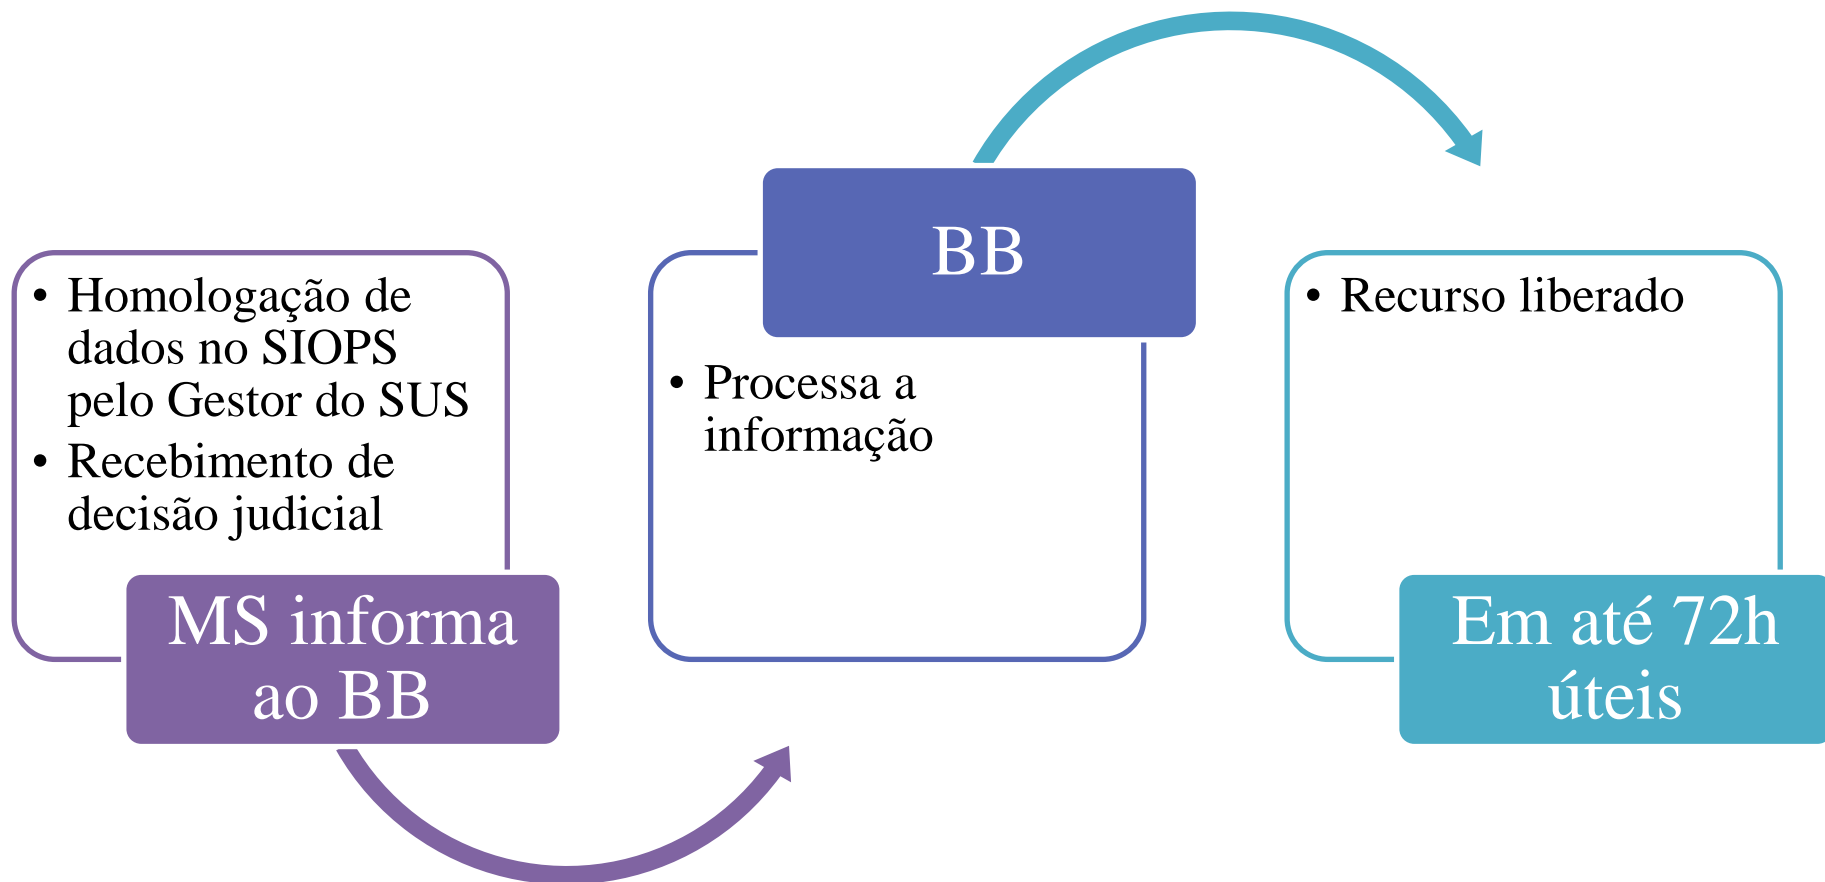 • Homologação de
dados no SIOPS
pelo Gestor do SUS
• Recebimento de
decisão judicial
MS informa
ao BB
BB
• Processa a
informação
• Recurso liberado
Em até 72h
úteis